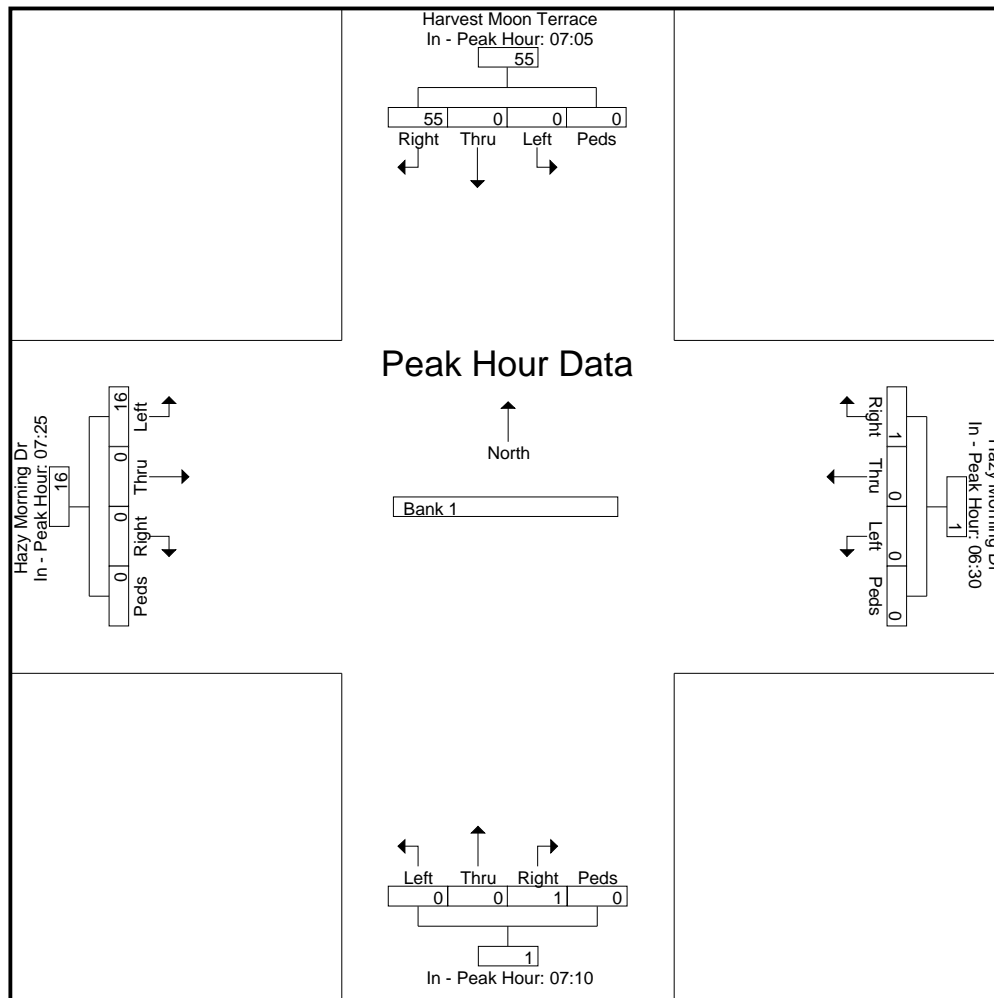 Harvest Moon Terrace
In - Peak Hour: 07:05
55
55 0 0 0
Right Thru Left Peds
Peak Hour Data
North
Bank 1
Hazy Morning Dr
In - Peak Hour: 07:25
16
16 0 0 0
Left Thru Right Peds
Right Thru Left Peds
1 0 0 0
1
In - Peak Hour: 06:30
Hazy Morning Dr
Left Thru Right Peds
0 0 1 0
1
In - Peak Hour: 07:10